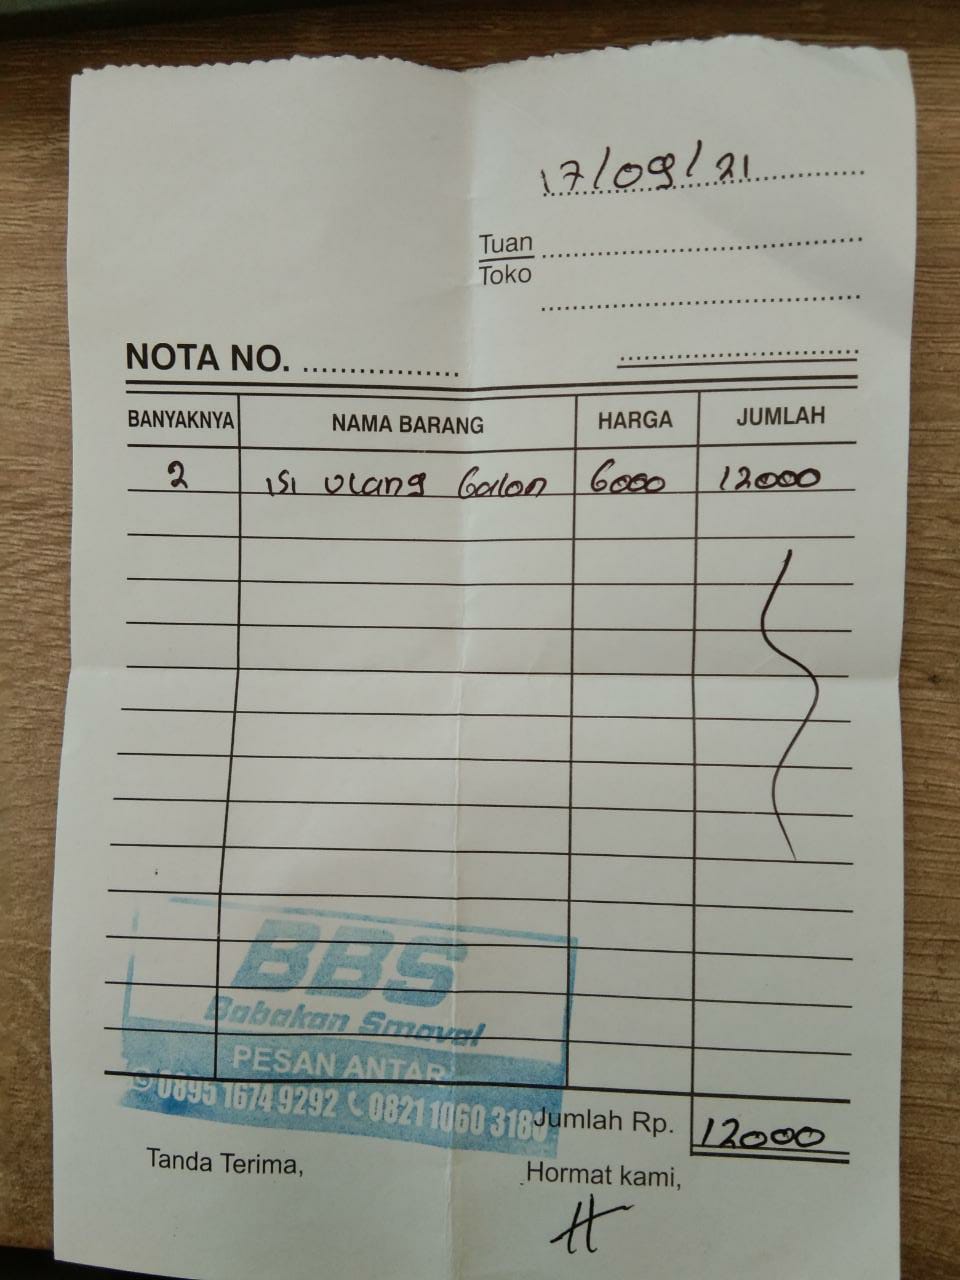 17/09/21
Tuan
Toko
NOTA NO.
BANYAKNYA NAMA BARANG HARGA JUMLAH
2 isi ulang Galon 6000 12000
BBS
Babakan Smaval
PESAN ANTAR
0895 1674 9292 0821 1060 3180
Jumlah Rp. 12000
Tanda Terima, Hormat kami,